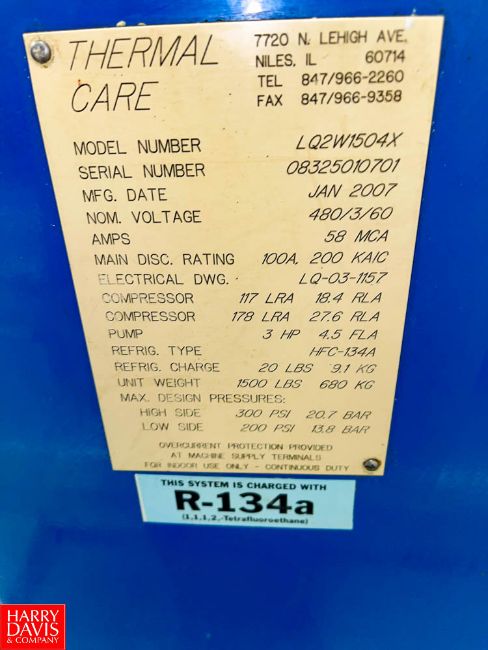 THERMAL CARE
7720 N. LEHIGH AVE.
NILES, IL 60714
TEL 847/966-2260
FAX 847/966-9358
MODEL NUMBER LQ2W1504X
SERIAL NUMBER 08325010701
MFG. DATE JAN 2007
NOM. VOLTAGE 480/3/60
AMPS 58 MCA
MAIN DISC. RATING 100A, 200 KAIC
ELECTRICAL DWG. LQ-03-1157
COMPRESSOR 117 LRA 18.4 RLA
COMPRESSOR 178 LRA 27.6 RLA
PUMP 3 HP 4.5 FLA
REFRIG. TYPE HFC-134A
REFRIG. CHARGE 20 LBS 9.1 KG
UNIT WEIGHT 1500 LBS 680 KG
MAX. DESIGN PRESSURES:
HIGH SIDE 300 PSI 20.7 BAR
LOW SIDE 200 PSI 13.8 BAR
OVERCURRENT PROTECTION PROVIDED
AT MACHINE SUPPLY TERMINALS
FOR INDOOR USE ONLY - CONTINUOUS DUTY
THIS SYSTEM IS CHARGED WITH
R-134a
(1,1,1,2,-Tetrafluoroethane)
HARRY
DAVIS
& COMPANY